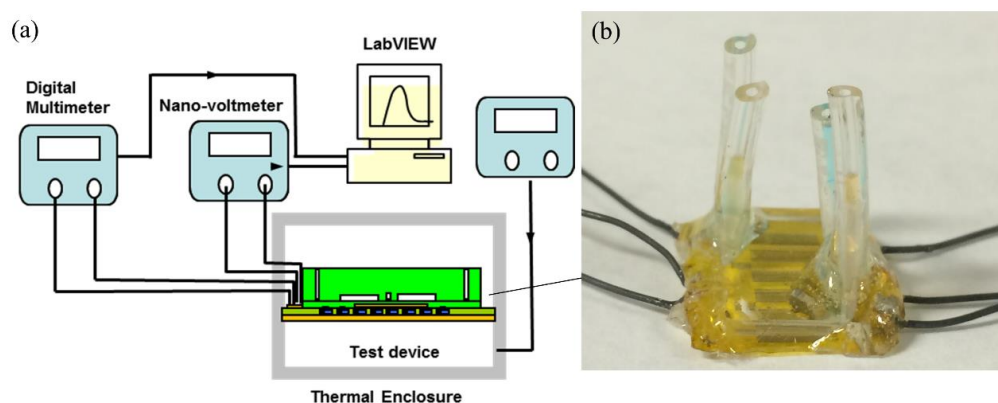 (a)
LabVIEW
(b)
Digital
Multimeter
Nano-voltmeter
Test device
Thermal Enclosure